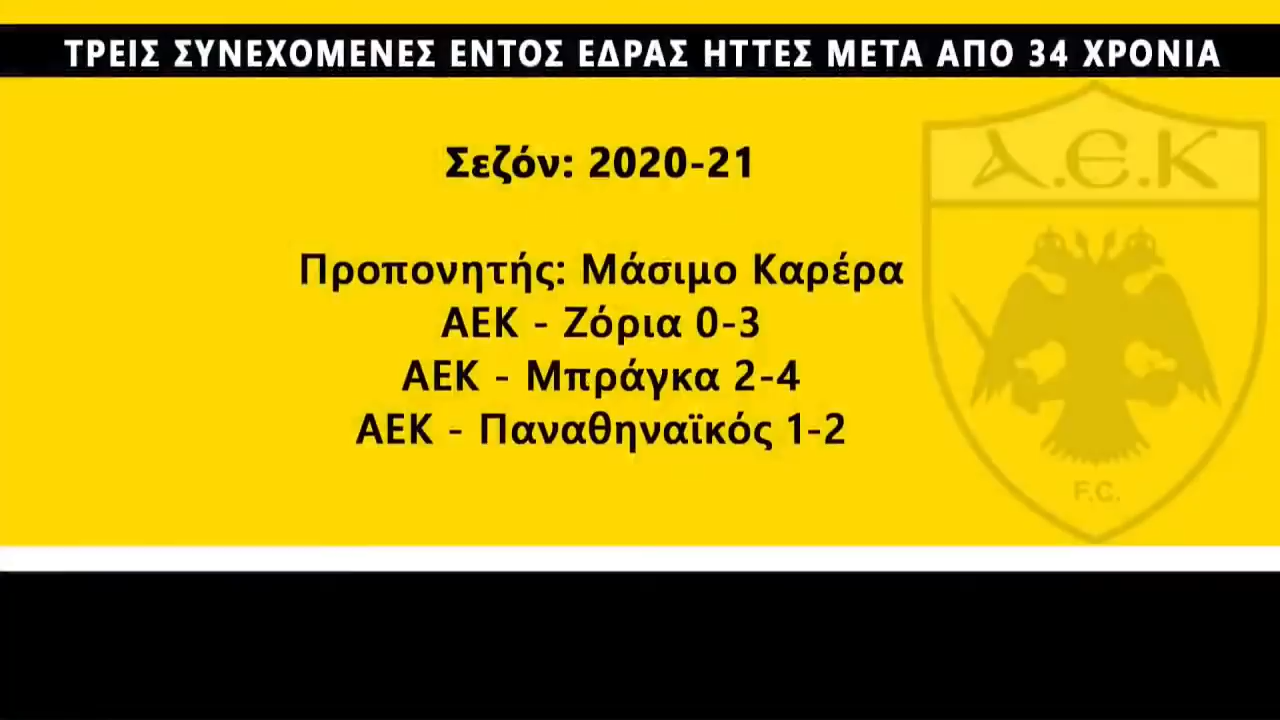 ΤΡΕΙΣ ΣΥΝΕΧΟΜΕΝΕΣ ΕΝΤΟΣ ΕΔΡΑΣ ΗΤΤΕΣ ΜΕΤΑ ΑΠΟ 34 ΧΡΟΝΙΑ
Α.Ε.Κ
Σεζόν: 2020-21
Προπονητής: Μάσιμο Καρέρα
ΑΕΚ - Ζόρια 0-3
ΑΕΚ - Μπράγκα 2-4
ΑΕΚ - Παναθηναϊκός 1-2
F.C.